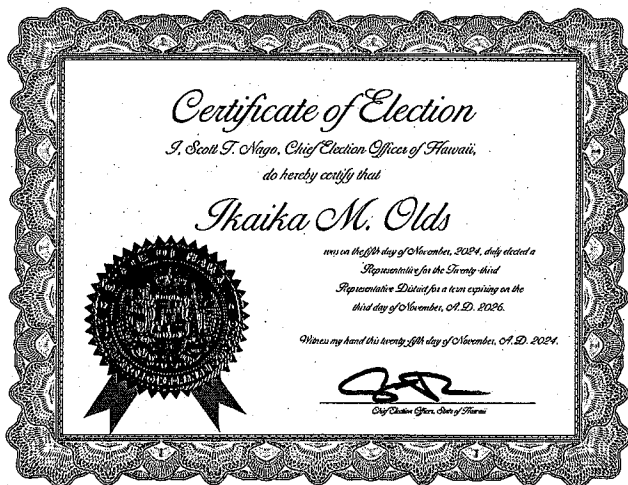 Certificate of Election
I, Scott T. Nago, Chief Election Officer of Hawaii,
do hereby certify that
Ikaika M. Olds
was on the fifth day of November, 2024, duly elected a
Representative for the Twenty-third
Representative District for a term expiring on the
third day of November, A.D. 2026.
Witness my hand this twenty-fifth day of November, A.D. 2024.
Chief Election Officer, State of Hawaii